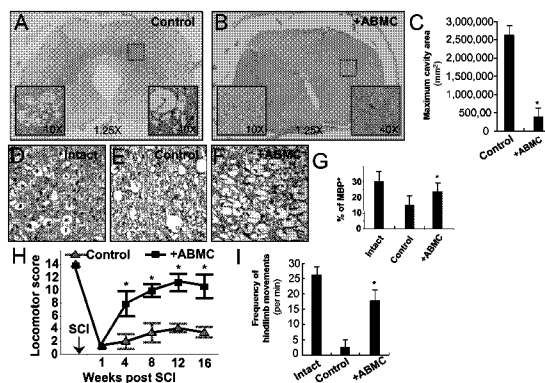 A
Control
10X
1.25X
40X
B
+ABMC
10X
1.25X
40X
C
Maximum cavity area
(mm²)
3,000,000
2,500,000
2,000,000
1,500,000
1,000,000
500,000,00
0,00
*
Control
+ABMC
D
Intact
E
Control
F
+ABMC
G
% of MBP⁺
40
30
20
10
0
*
Intact
Control
+ABMC
H
Control
+ABMC
Locomotor score
14
12
10
8
6
4
2
0
SCI
* * * *
1 4 8 12 16
Weeks post SCI
I
Frequency of
hindlimb movements
(per min)
30
25
20
15
10
5
0
*
Intact
Control
+ABMC